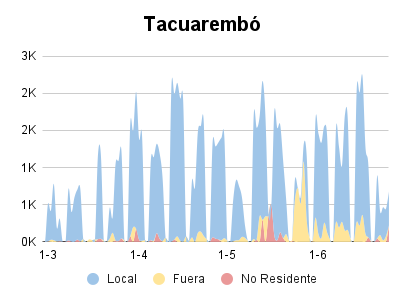 Tacuarembó
3K
2K
2K
1K
1K
0K
1-3 1-4 1-5 1-6
Local Fuera No Residente